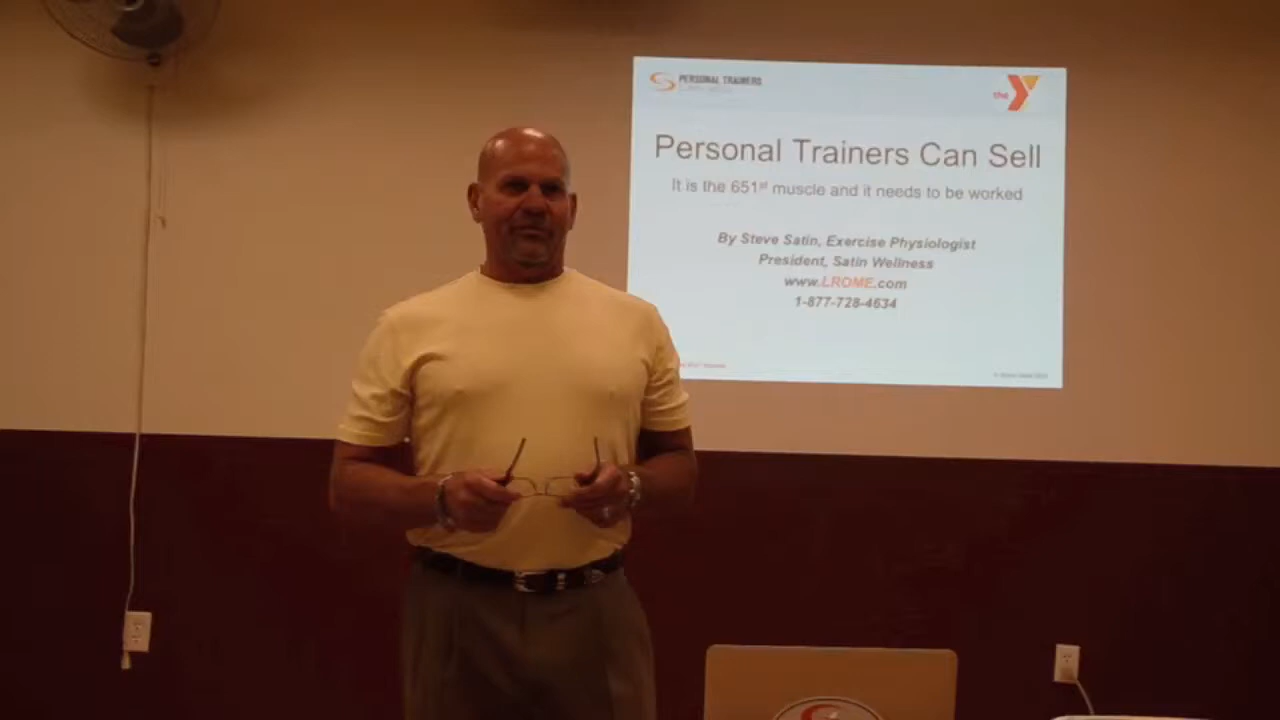 PERSONAL TRAINERS
the Y
Personal Trainers Can Sell
It is the 651st muscle and it needs to be worked
By Steve Satin, Exercise Physiologist
President, Satin Wellness
www.LROME.com
1-877-728-4634